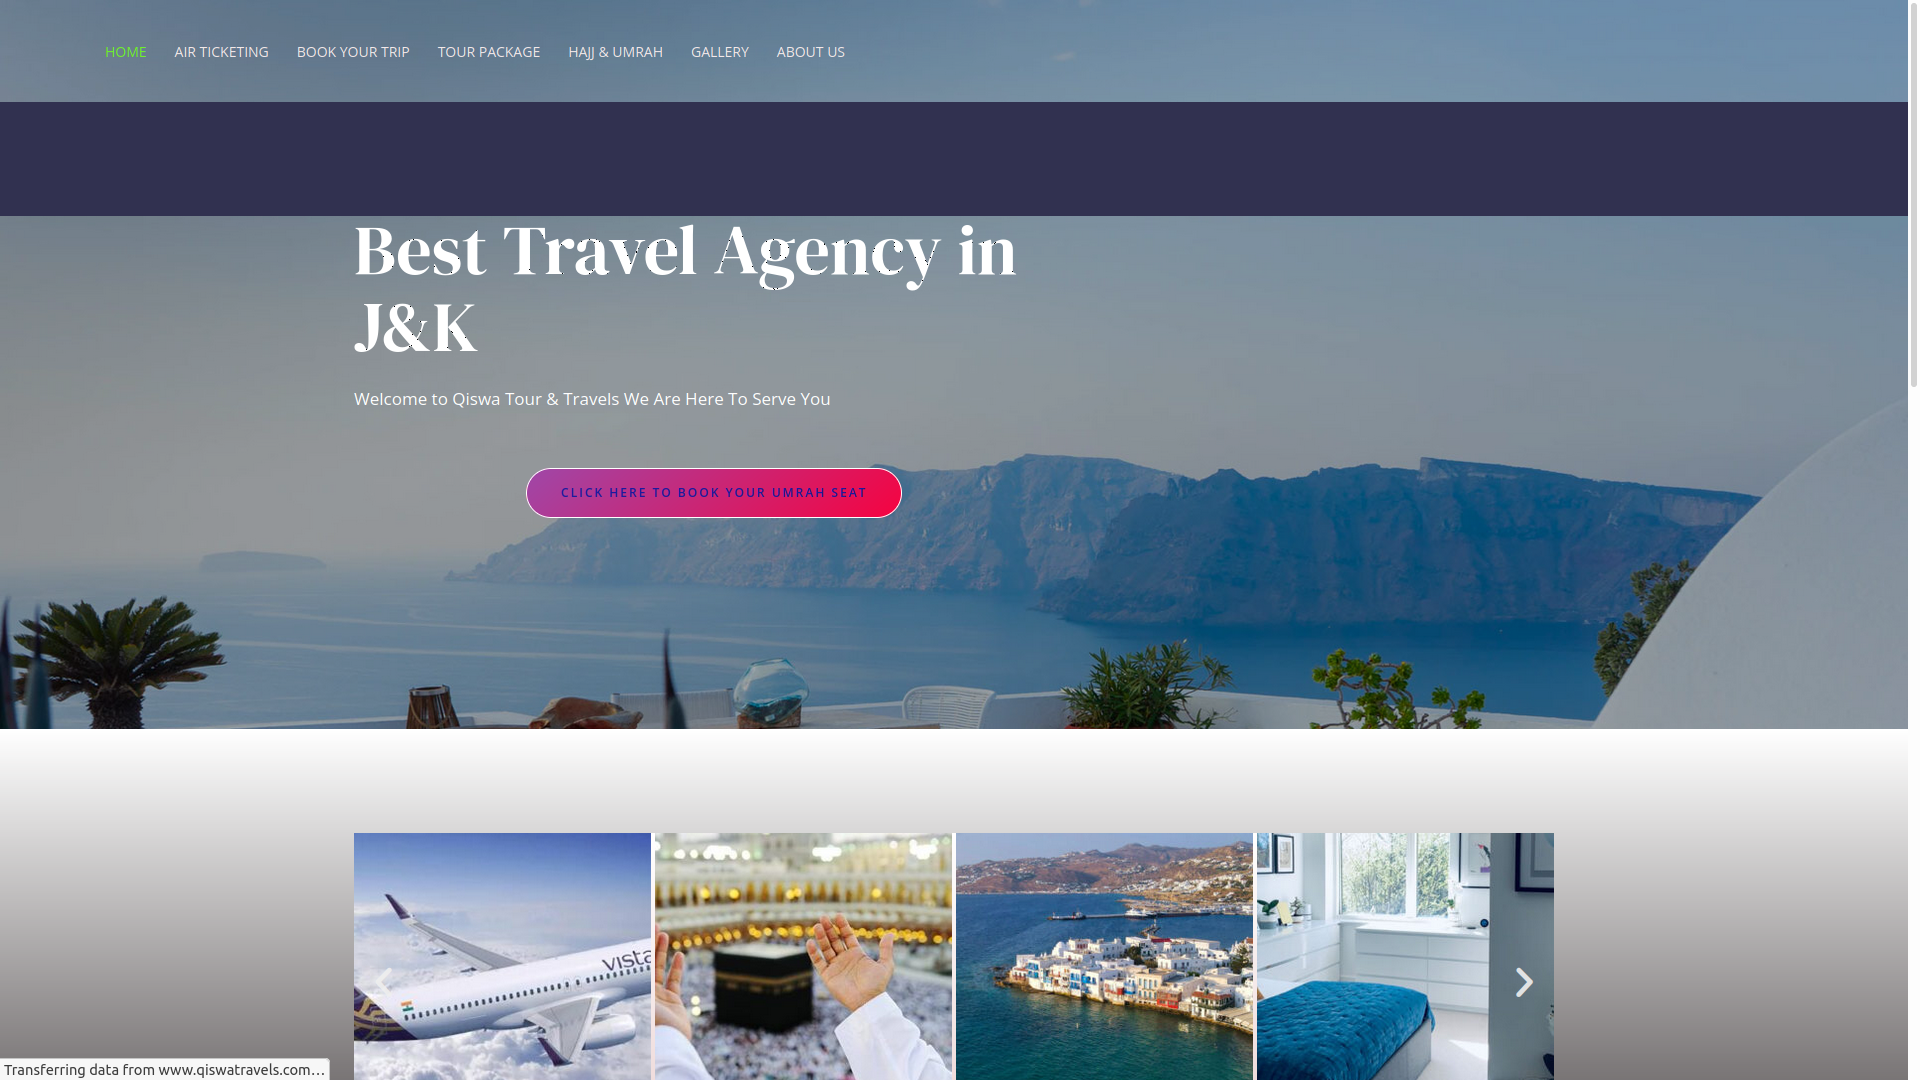 HOME
AIR TICKETING
BOOK YOUR TRIP
TOUR PACKAGE
HAJJ & UMRAH
GALLERY
ABOUT US
Best Travel Agency in
J&K
Welcome to Qiswa Tour & Travels We Are Here To Serve You
CLICK HERE TO BOOK YOUR UMRAH SEAT
vista
Transferring data from www.qiswatravels.com...